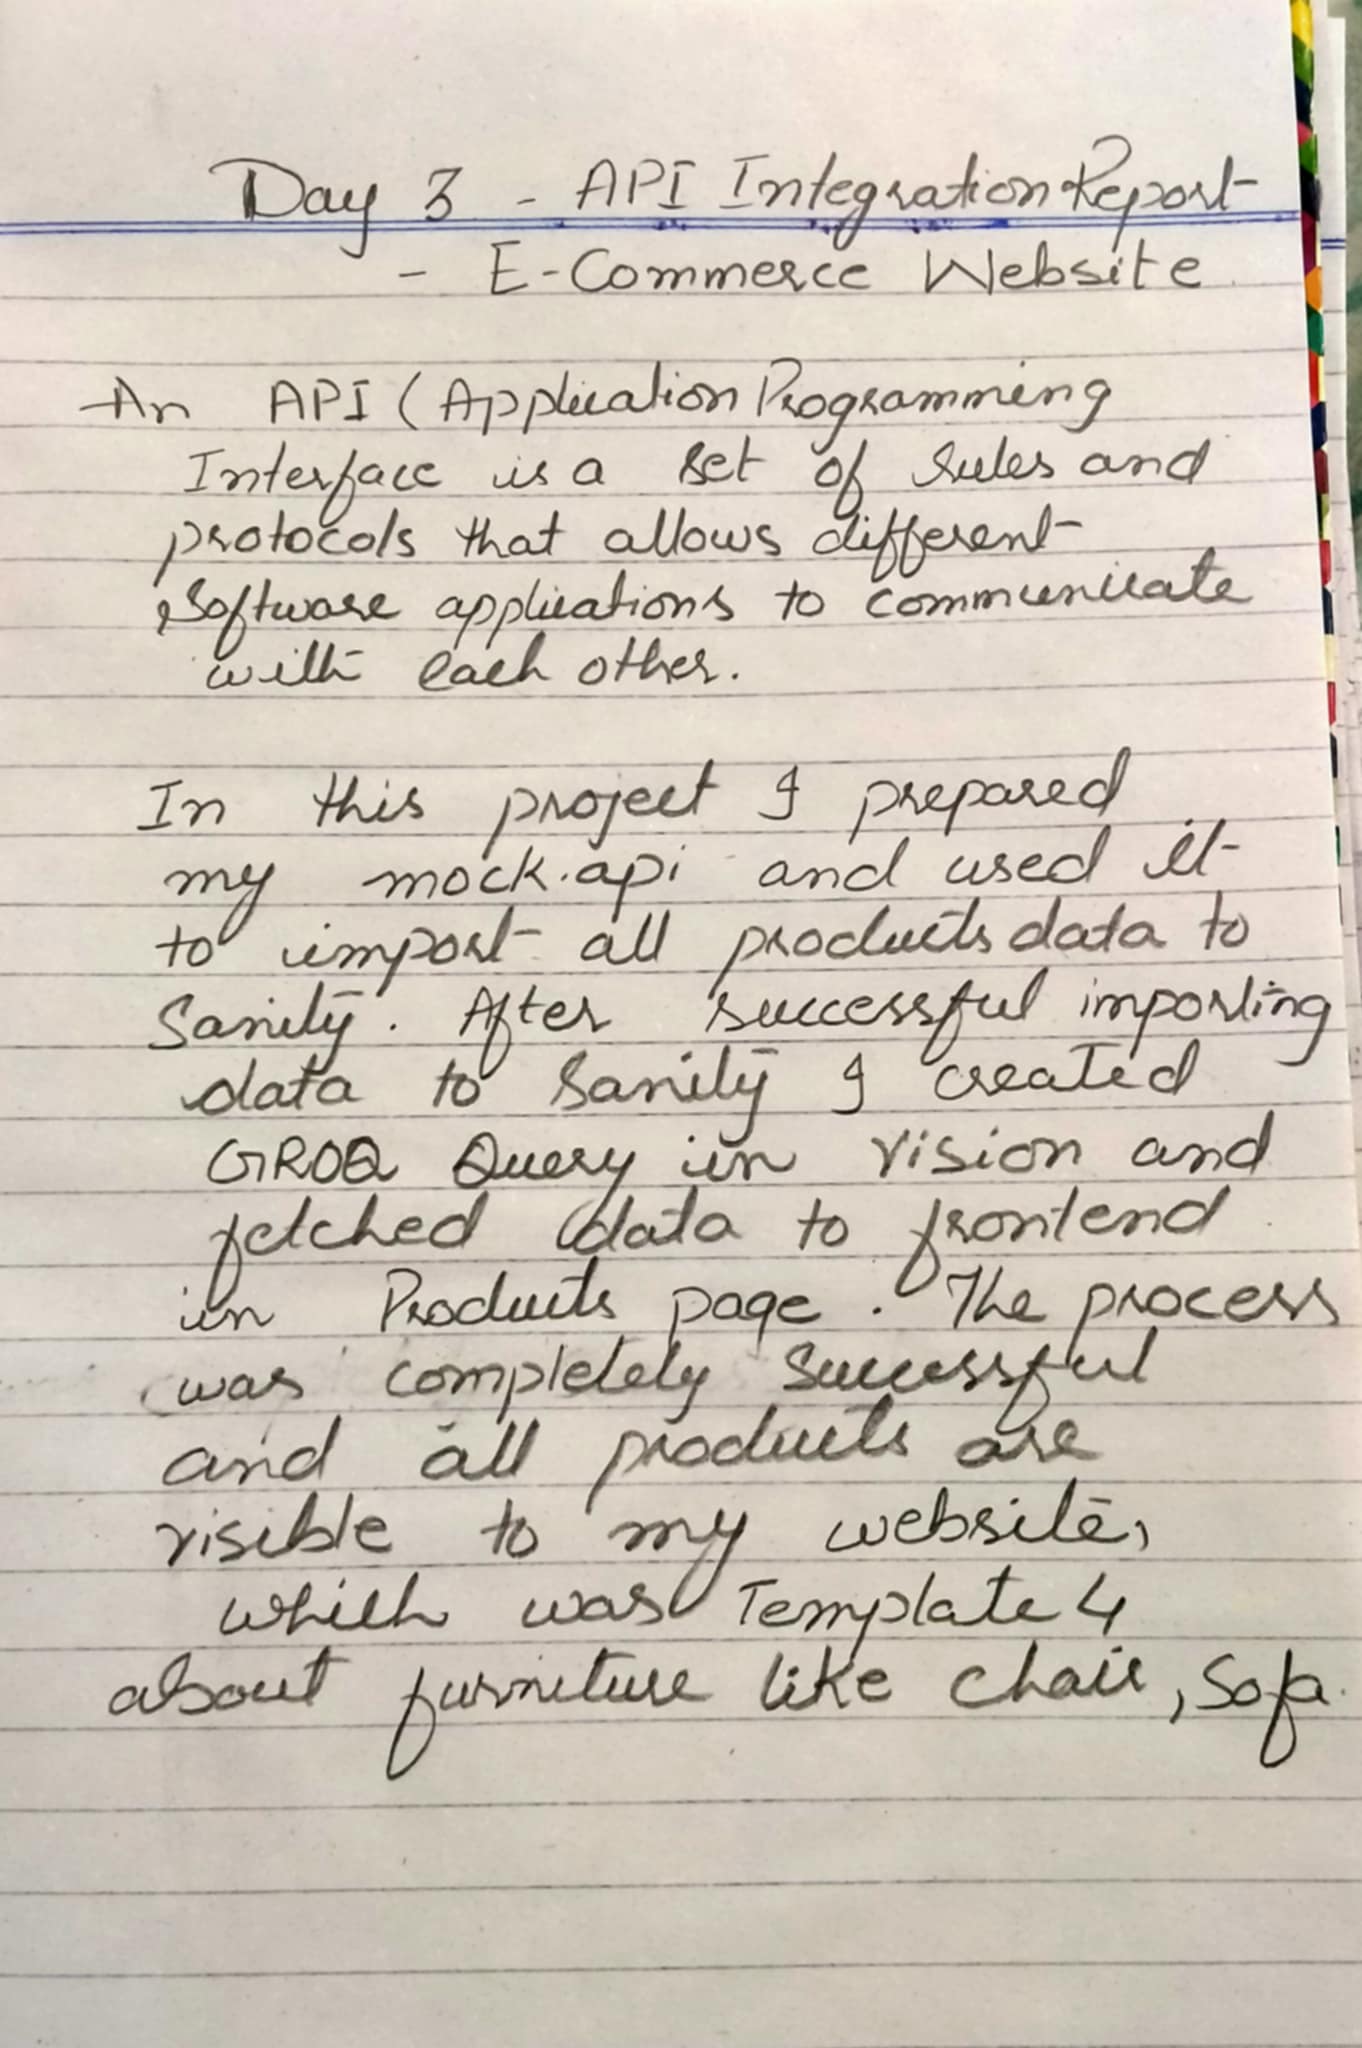 Day 3 - API Integration Report
- E-Commerce Website
An API (Application Programming
Interface is a set of rules and
protocols that allows different
software applications to communicate
with each other.
In this project I prepared
my mock.api and used it
to import all products data to
Sanity. After successful importing
data to Sanity I created
GROQ Query in vision and
fetched data to frontend
in Products page. The process
was completely successful
and all products are
visible to my website,
which was Template 4
about furniture like chair, Sofa.